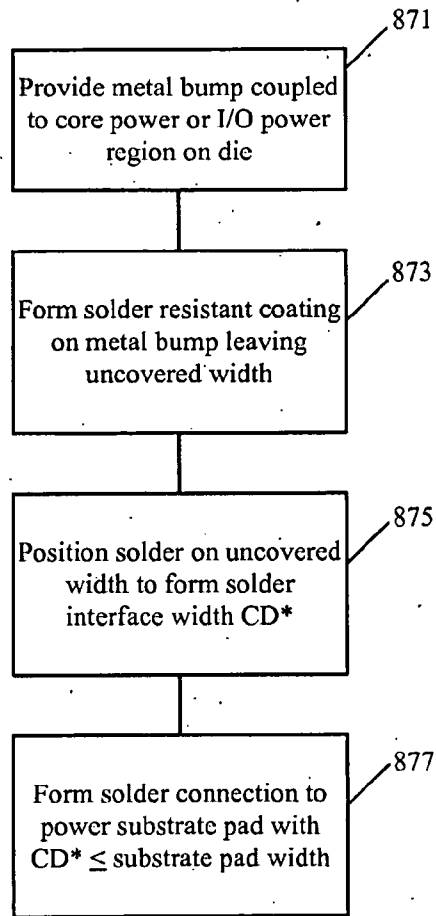 871
Provide metal bump coupled
to core power or I/O power
region on die
873
Form solder resistant coating
on metal bump leaving
uncovered width
875
Position solder on uncovered
width to form solder
interface width CD*
877
Form solder connection to
power substrate pad with
CD* ≤ substrate pad width